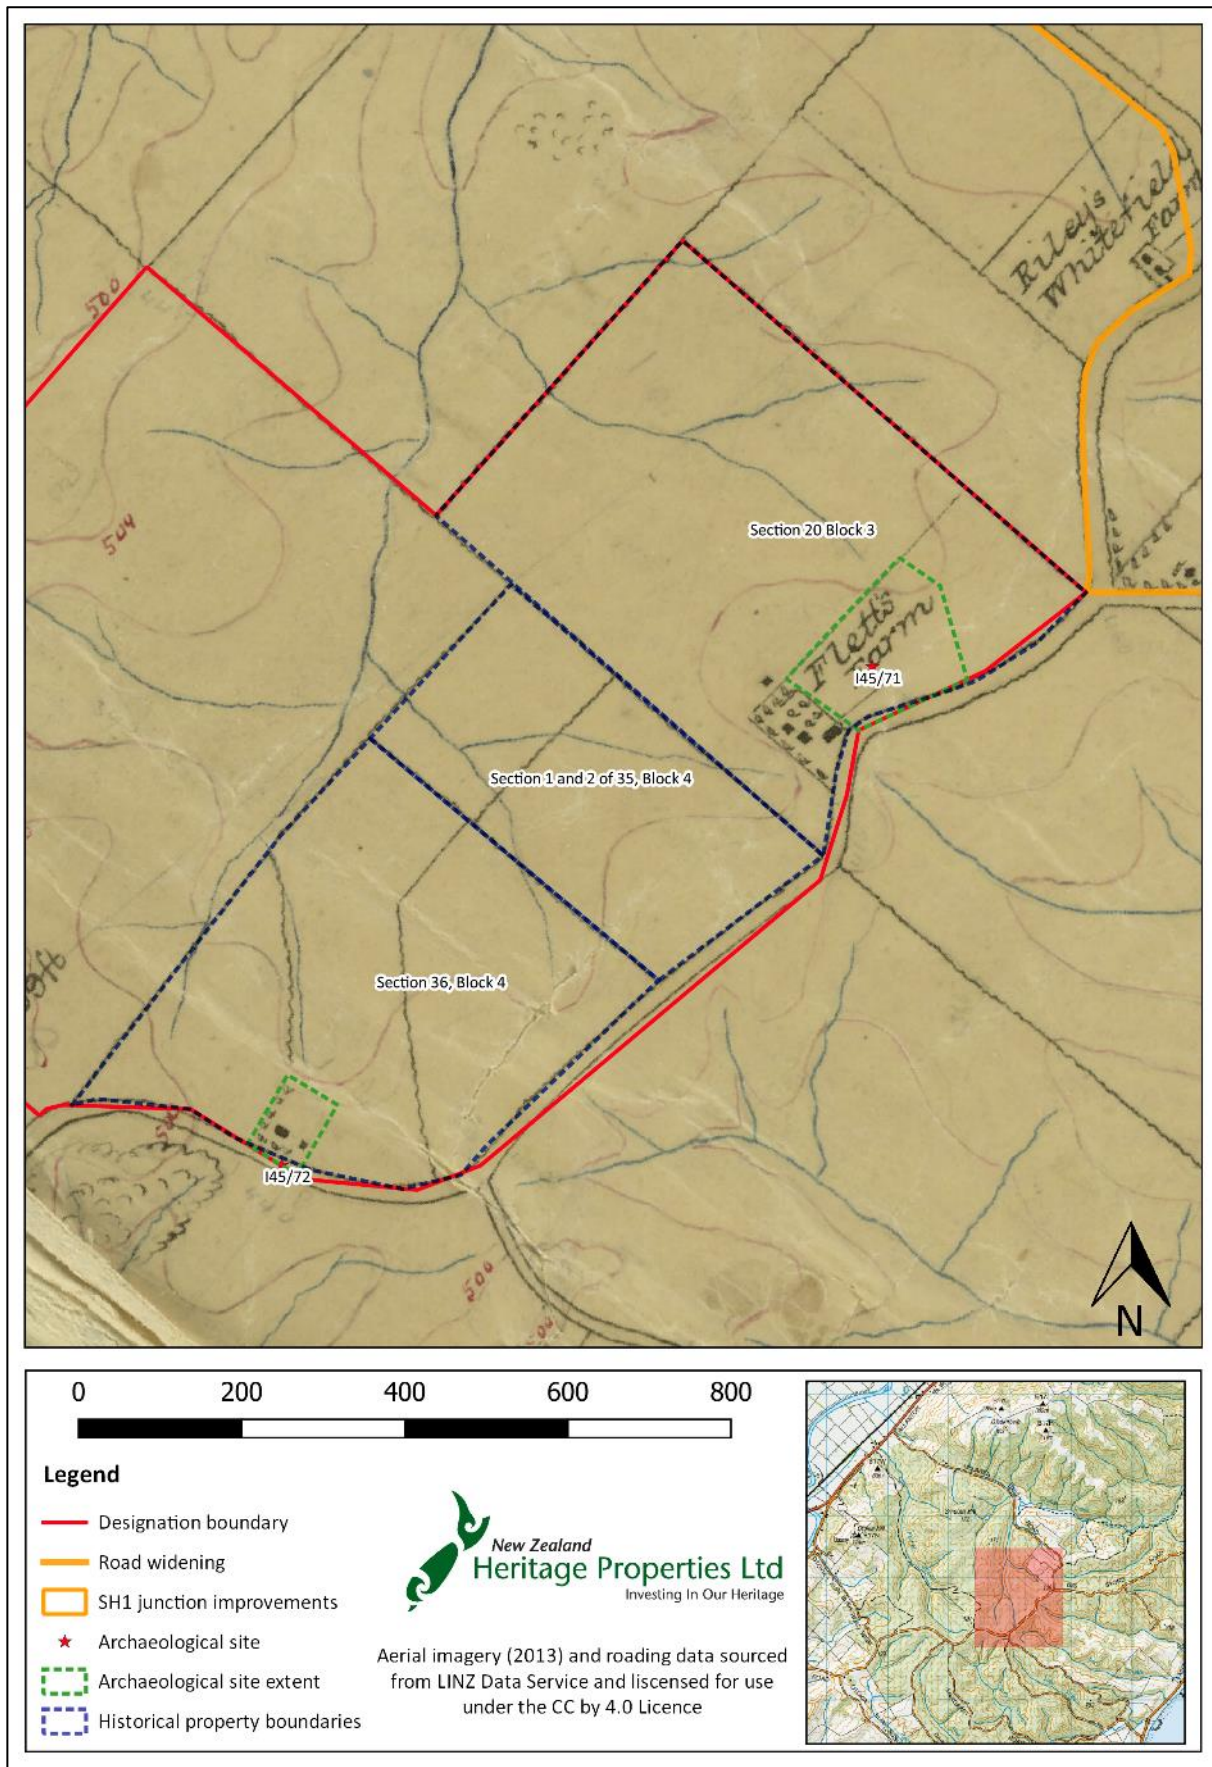 500
504
Riley's
Whitefield
Farm
Section 20 Block 3
Flett's
Farm
I45/71
Section 1 and 2 of 35, Block 4
Section 36, Block 4
500
I45/72
500
500
N
0 200 400 600 800
Legend
Designation boundary
Road widening
SH1 junction improvements
Archaeological site
Archaeological site extent
Historical property boundaries
New Zealand
Heritage Properties Ltd
Investing In Our Heritage
Aerial imagery (2013) and roading data sourced
from LINZ Data Service and liscensed for use
under the CC by 4.0 Licence